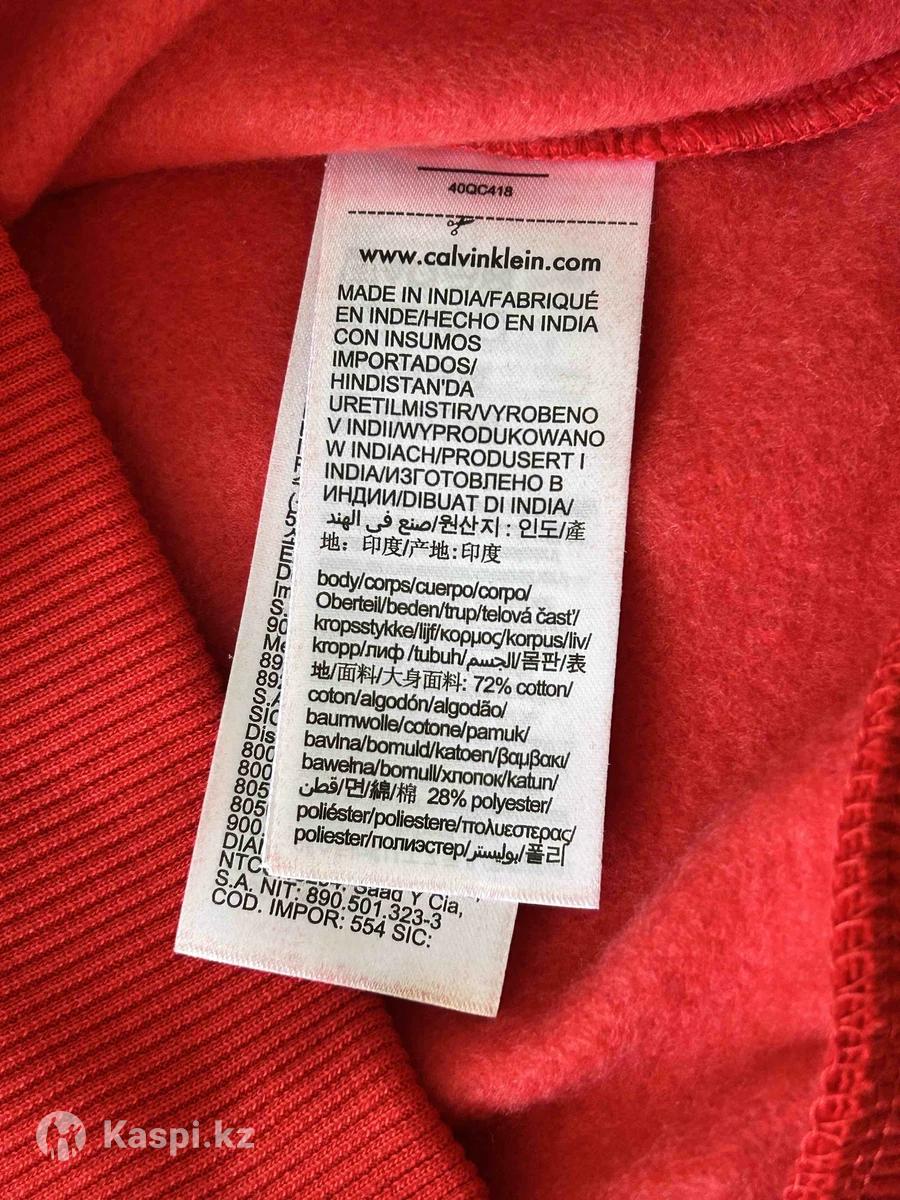 40QC418
www.calvinklein.com
MADE IN INDIA/FABRIQUÉ
EN INDE/HECHO EN INDIA
CON INSUMOS
IMPORTADOS/
HINDISTAN'DA
URETILMISTIR/VYROBENO
V INDII/WYPRODUKOWANO
W INDIACH/PRODUSERT I
INDIA/ИЗГОТОВЛЕНО В
ИНДИИ/DIBUAT DI INDIA/
صنع في الهند/원산지 : 인도/產
地：印度/产地:印度
body/corps/cuerpo/corpo/
Oberteil/beden/trup/telová časť/
kropsstykke/lijf/κορμος/korpus/liv/
kropp/лиф /tubuh/الجسم/몸판/表
地/面料/大身面料: 72% cotton/
coton/algodón/algodão/
baumwolle/cotone/pamuk/
bavlna/bomuld/katoen/βαμβακι/
bawełna/bomull/хлопок/katun/
قطن/면/綿/棉 28% polyester/
poliéster/poliestere/πολυεστερας/
poliester/полиэстер/بوليستر/폴리
Saad Y Cia,
S.A. NIT: 890.501.323-3
COD. IMPOR: 554 SIC:
Kaspi.kz